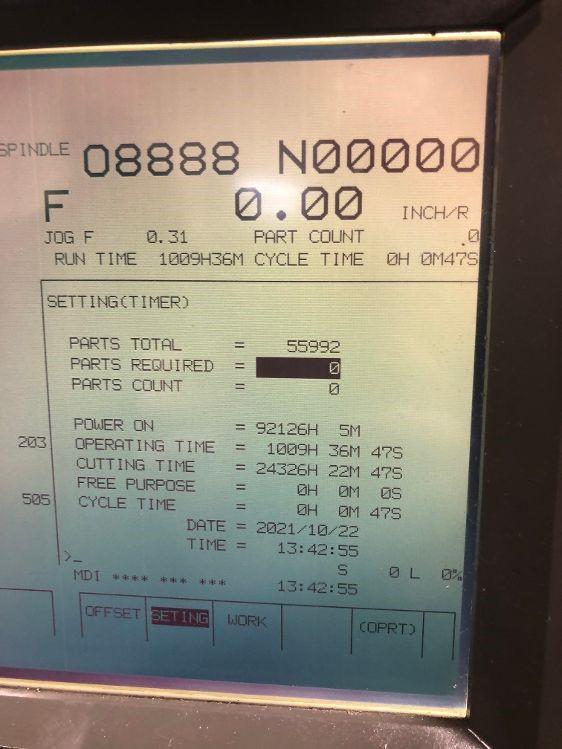 SPINDLE O8888 N00000
F 0.00 INCH/R
JOG F 0.31 PART COUNT 0
RUN TIME 1009H36M CYCLE TIME 0H 0M47S
SETTING(TIMER)
PARTS TOTAL = 55992
PARTS REQUIRED = 0
PARTS COUNT = 0
POWER ON = 92126H 5M
203 OPERATING TIME = 1009H 36M 47S
CUTTING TIME = 24326H 22M 47S
FREE PURPOSE = 0H 0M 0S
505 CYCLE TIME = 0H 0M 47S
DATE = 2021/10/22
TIME = 13:42:55
>_
S 0 L 0%
MDI **** *** *** 13:42:55
OFFSET SETING WORK (OPRT)